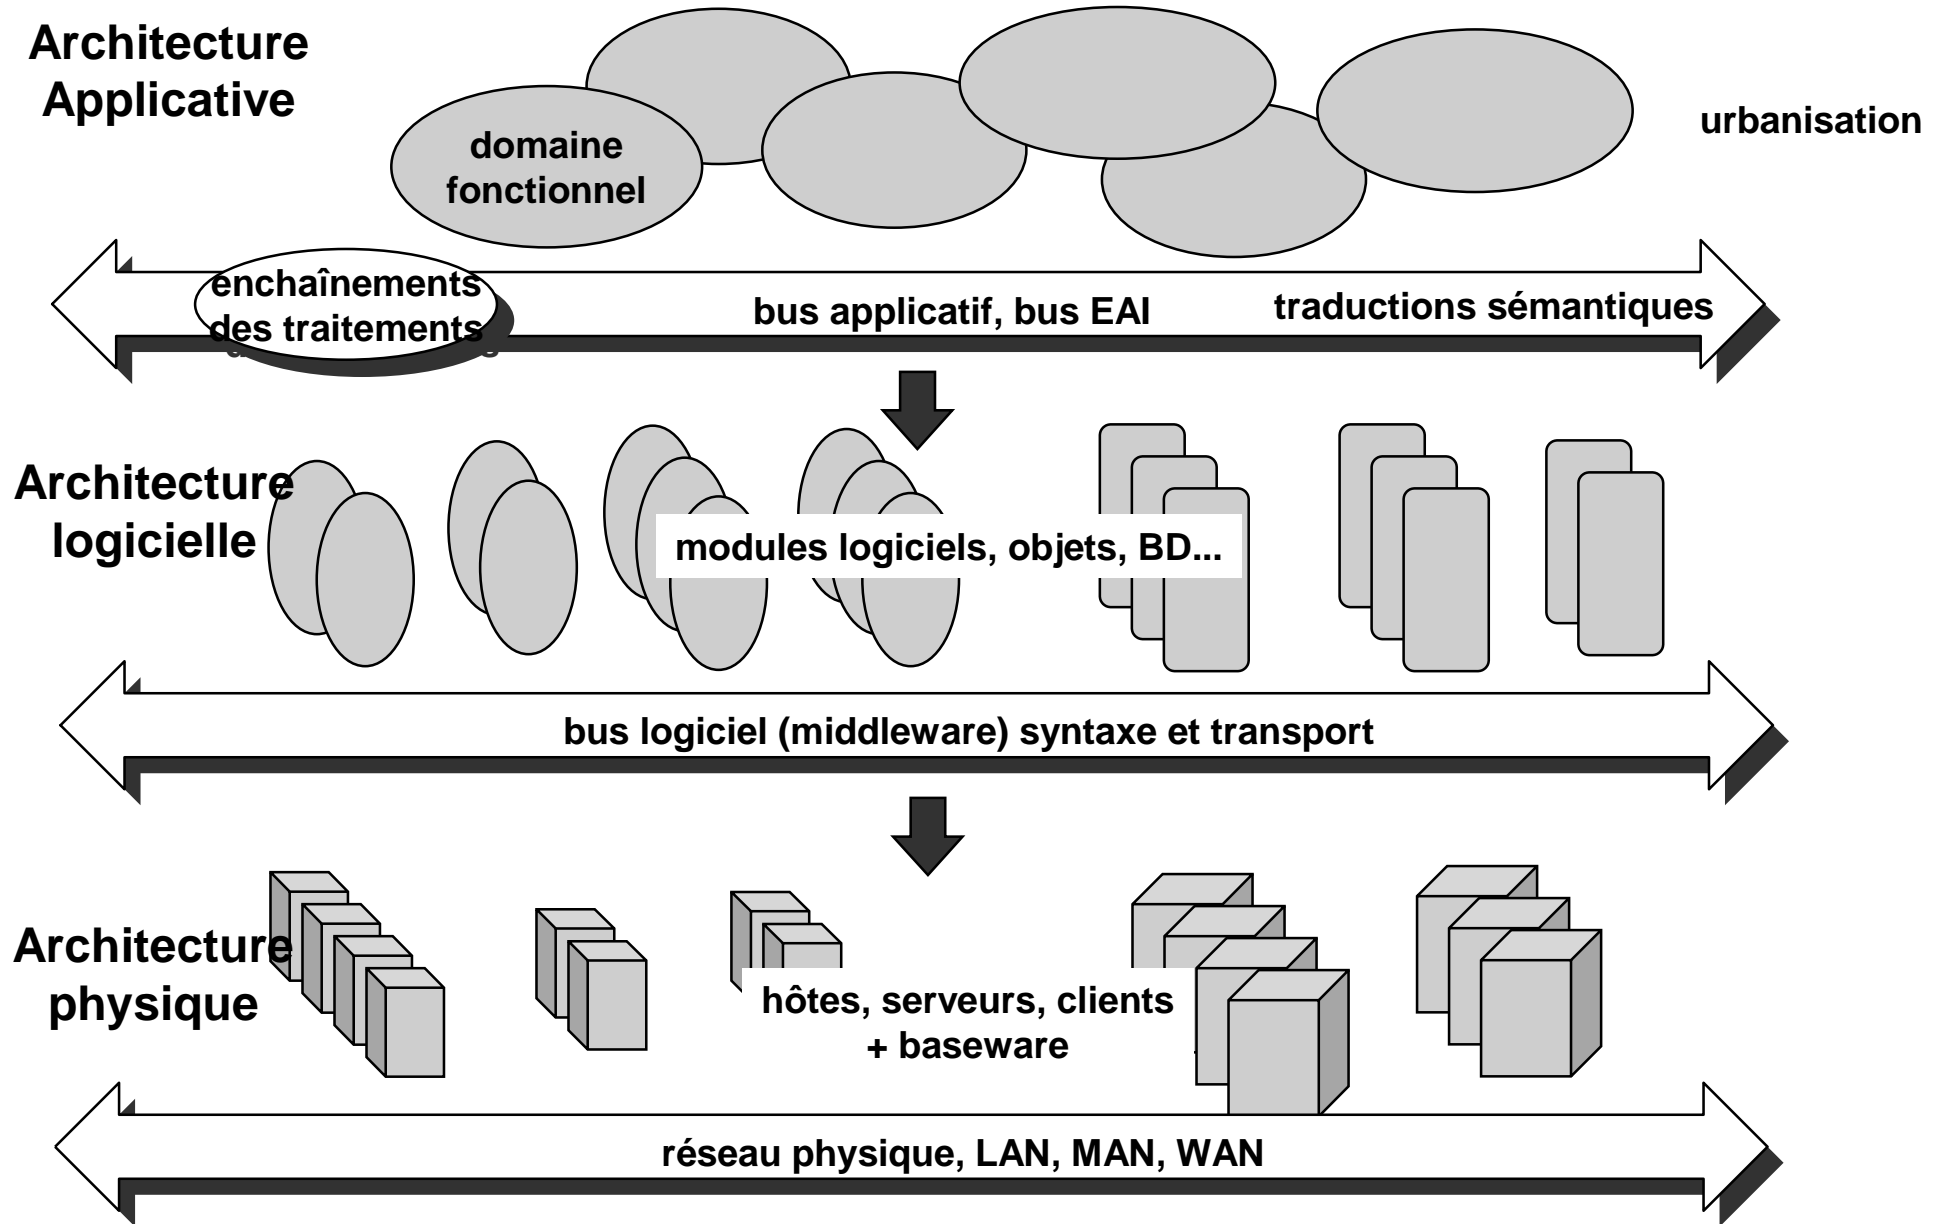 Architecture
Applicative
domaine
fonctionnel
urbanisation
enchaînements
des traitements
bus applicatif, bus EAI
traductions sémantiques
Architecture
logicielle
modules logiciels, objets, BD...
bus logiciel (middleware) syntaxe et transport
Architecture
physique
hôtes, serveurs, clients
+ baseware
réseau physique, LAN, MAN, WAN